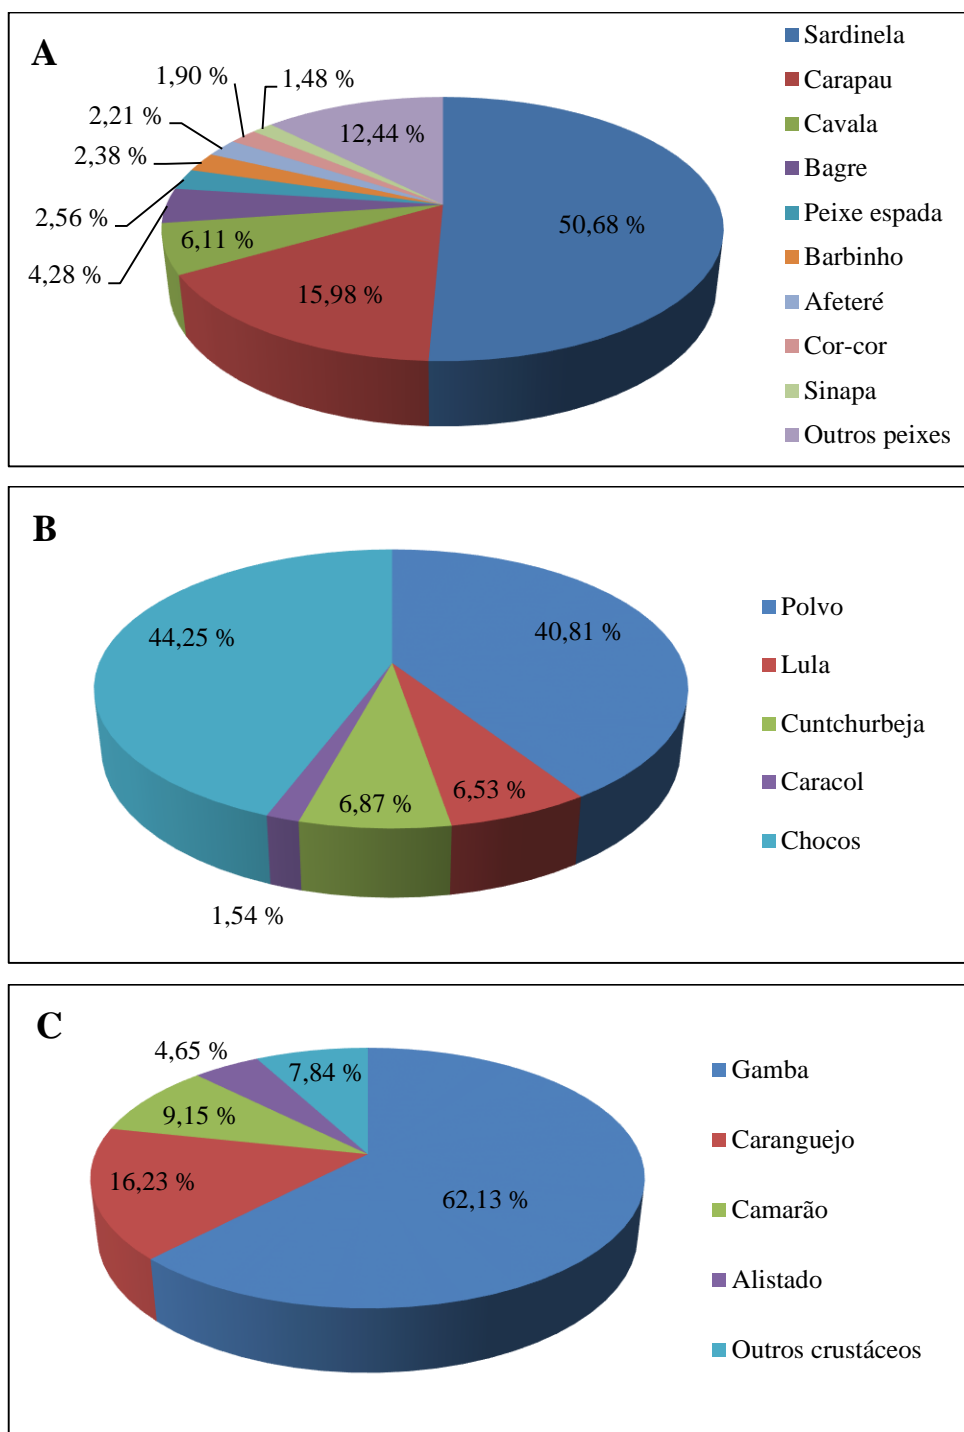 A
Sardinela
Carapau
Cavala
Bagre
Peixe espada
Barbinho
Afeteré
Cor-cor
Sinapa
Outros peixes
1,90 %
1,48 %
2,21 %
12,44 %
2,38 %
2,56 %
50,68 %
6,11 %
4,28 %
15,98 %
B
44,25 %
40,81 %
6,87 %
6,53 %
1,54 %
Polvo
Lula
Cuntchurbeja
Caracol
Chocos
C
4,65 %
7,84 %
9,15 %
16,23 %
62,13 %
Gamba
Caranguejo
Camarão
Alistado
Outros crustáceos